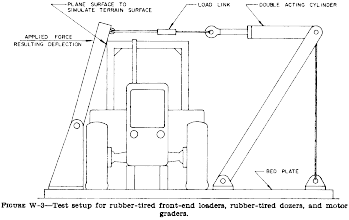 PLANE SURFACE TO
SIMULATE TERRAIN SURFACE
LOAD LINK
DOUBLE ACTING CYLINDER
APPLIED FORCE
RESULTING DEFLECTION
BED PLATE
FIGURE W-3—Test setup for rubber-tired front-end loaders, rubber-tired dozers, and motor
graders.